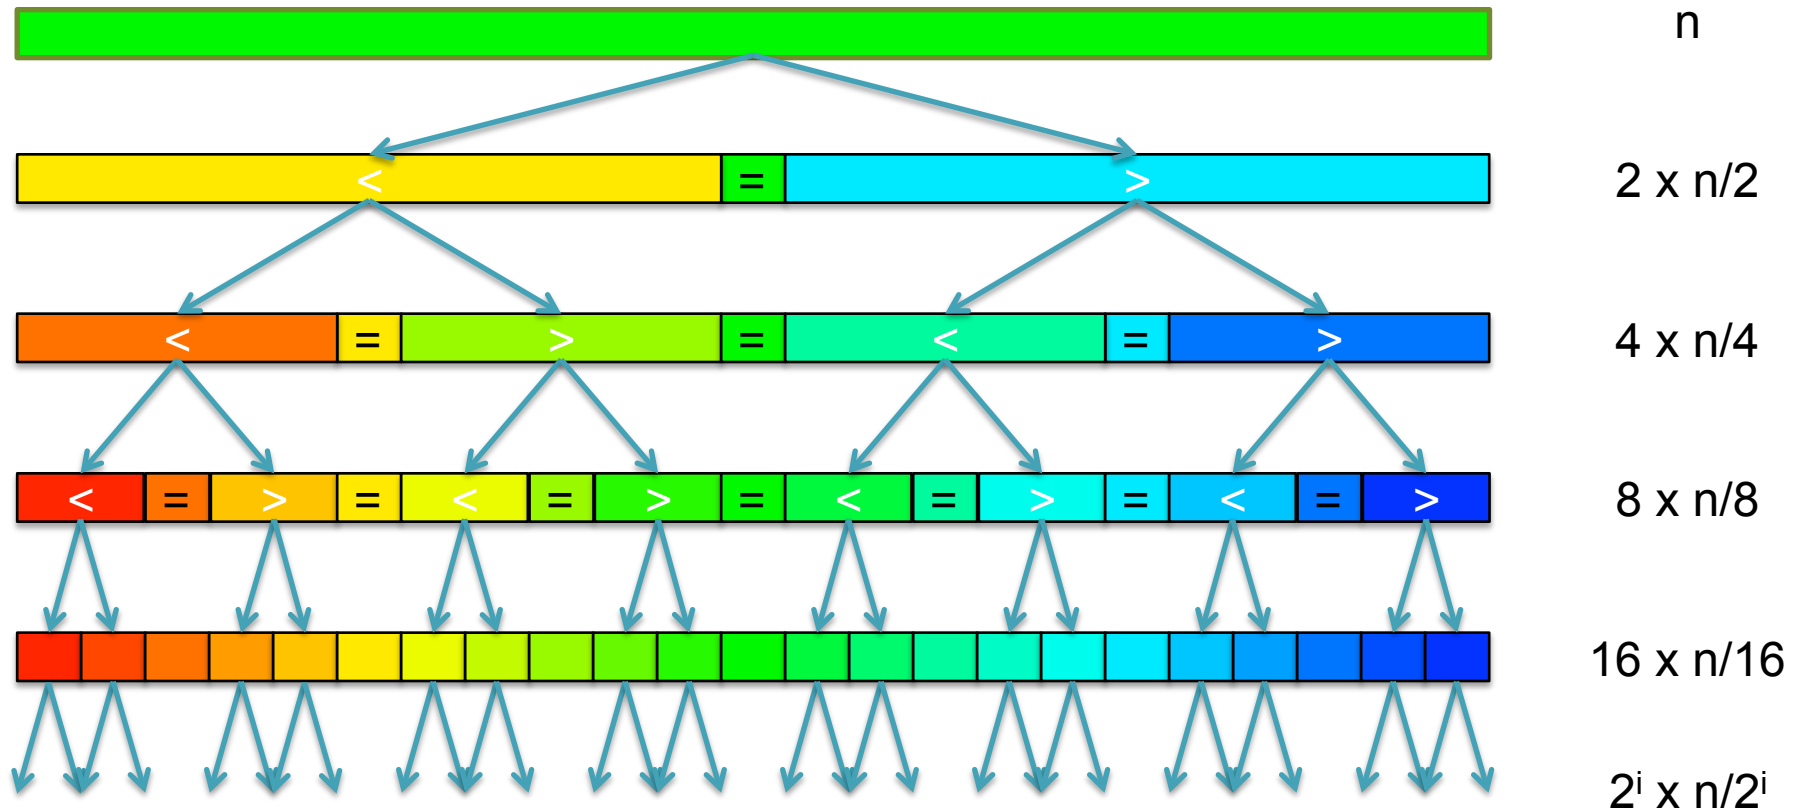 n
< = > 2 x n/2
< = > = < = > 4 x n/4
< = > = < = > = < = > = < = > 8 x n/8
16 x n/16
2ⁱ x n/2ⁱ